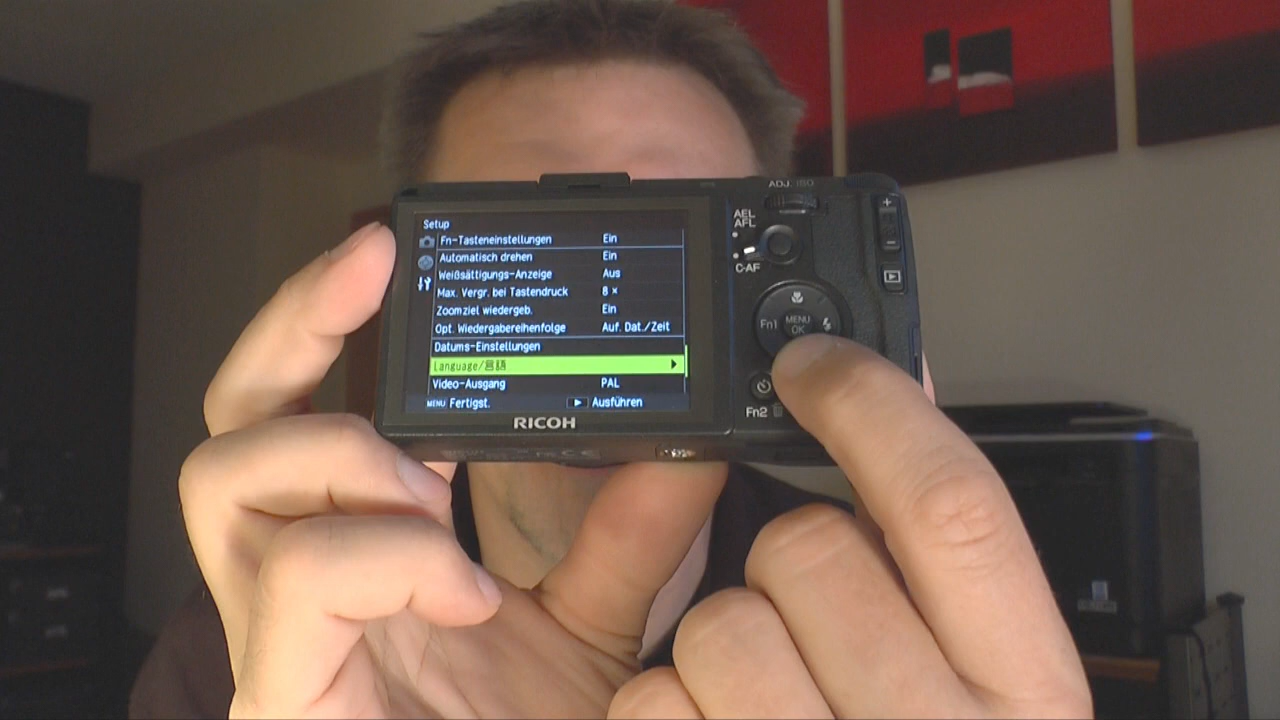 Setup
Fn-Tasteneinstellungen Ein
Automatisch drehen Ein
Weißsättigungs-Anzeige Aus
Max. Vergr. bei Tastendruck 8 ×
Zoomziel wiedergeb. Ein
Opt. Wiedergabereihenfolge Auf. Dat./Zeit
Datums-Einstellungen
Language/言語
Video-Ausgang PAL
MENU Fertigst. Ausführen
RICOH
ADJ. ISO
AEL
AFL
C-AF
+
−
Fn1
MENU
OK
Fn2